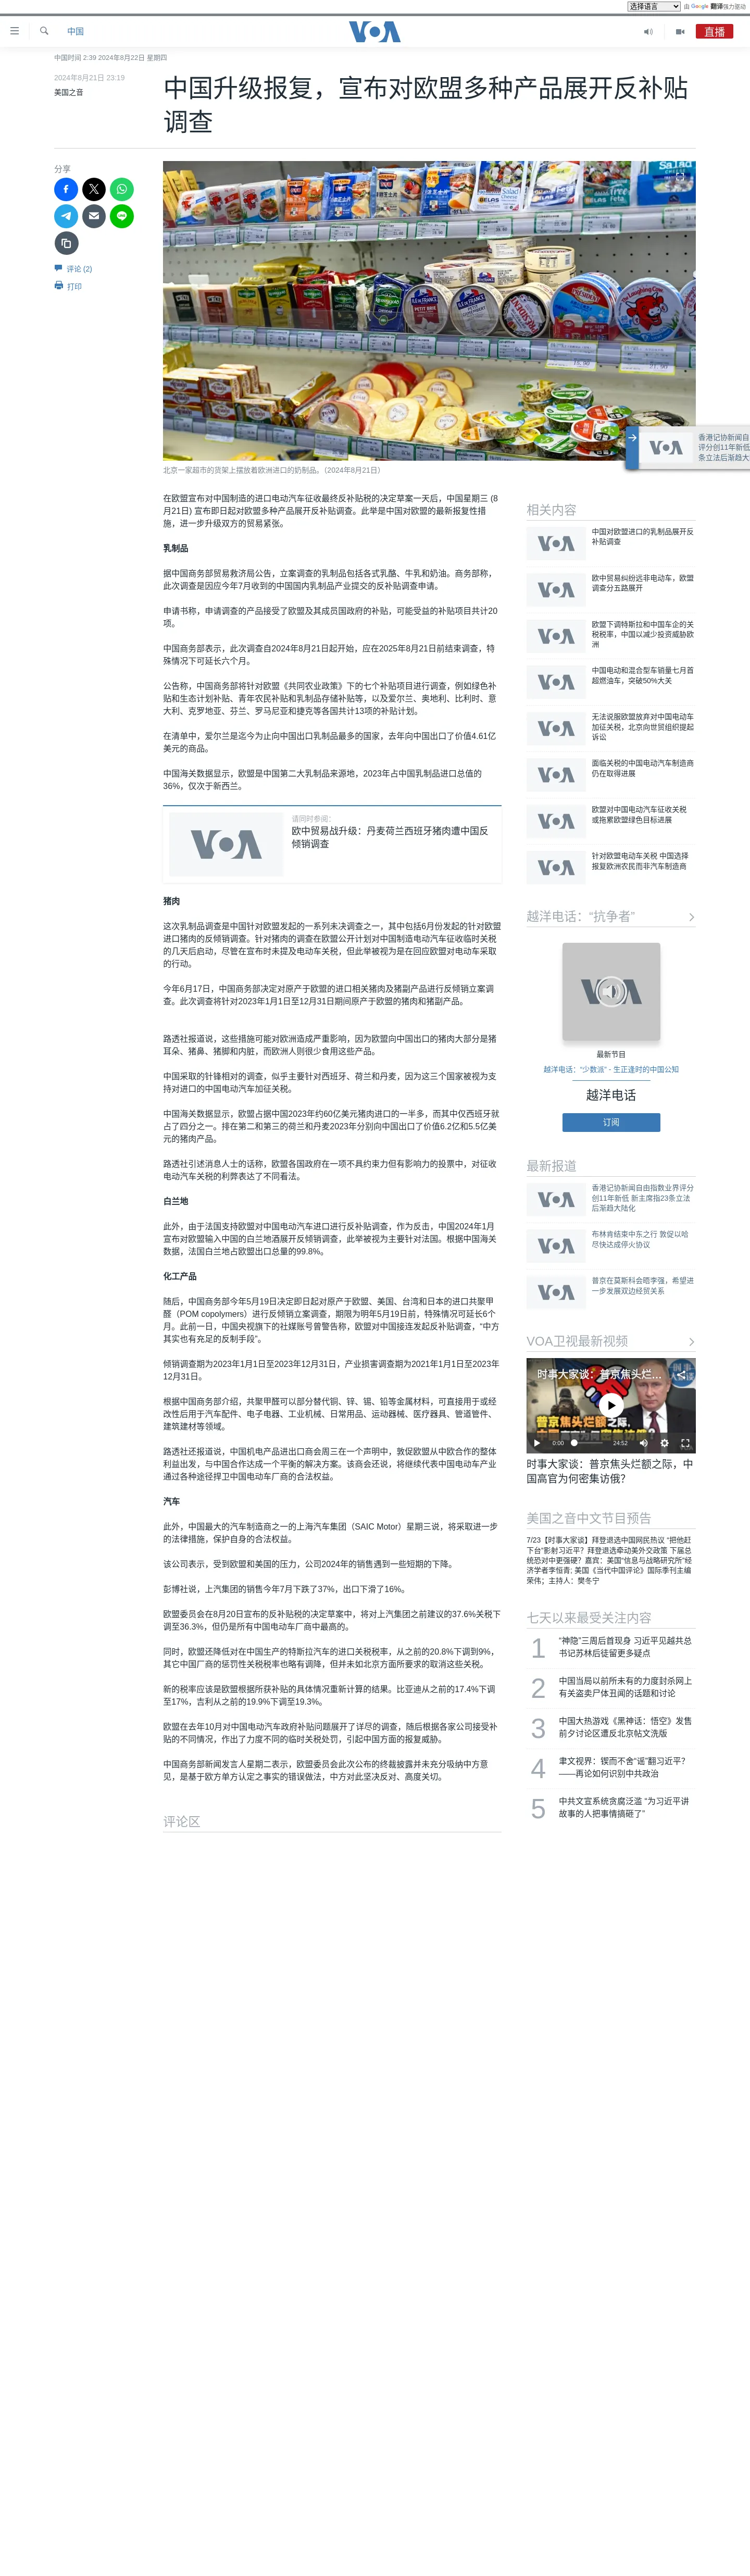 选择语言 由 Google 翻译强力驱动
中国
VOA
直播
中国时间 2:39 2024年8月22日 星期四
2024年8月21日 23:19
美国之音
中国升级报复，宣布对欧盟多种产品展开反补贴
调查
分享
评论 (2)
打印
北京一家超市的货架上摆放着欧洲进口的奶制品。（2024年8月21日）
香港记协新闻自
评分创11年新低
条立法后渐趋大
在欧盟宣布对中国制造的进口电动汽车征收最终反补贴税的决定草案一天后，中国星期三 (8
月21日) 宣布即日起对欧盟多种产品展开反补贴调查。此举是中国对欧盟的最新报复性措
施，进一步升级双方的贸易紧张。
乳制品
据中国商务部贸易救济局公告，立案调查的乳制品包括各式乳酪、牛乳和奶油。商务部称，
此次调查是因应今年7月收到的中国国内乳制品产业提交的反补贴调查申请。
申请书称，申请调查的产品接受了欧盟及其成员国政府的补贴，可能受益的补贴项目共计20
项。
中国商务部表示，此次调查自2024年8月21日起开始，应在2025年8月21日前结束调查，特
殊情况下可延长六个月。
公告称，中国商务部将针对欧盟《共同农业政策》下的七个补贴项目进行调查，例如绿色补
贴和生态计划补贴、青年农民补贴和乳制品存储补贴等，以及爱尔兰、奥地利、比利时、意
大利、克罗地亚、芬兰、罗马尼亚和捷克等各国共计13项的补贴计划。
在清单中，爱尔兰是迄今为止向中国出口乳制品最多的国家，去年向中国出口了价值4.61亿
美元的商品。
中国海关数据显示，欧盟是中国第二大乳制品来源地，2023年占中国乳制品进口总值的
36%，仅次于新西兰。
VOA
请同时参阅：
欧中贸易战升级：丹麦荷兰西班牙猪肉遭中国反
倾销调查
猪肉
这次乳制品调查是中国针对欧盟发起的一系列未决调查之一，其中包括6月份发起的针对欧盟
进口猪肉的反倾销调查。针对猪肉的调查在欧盟公开计划对中国制造电动汽车征收临时关税
的几天后启动，尽管在宣布时未提及电动车关税，但此举被视为是在回应欧盟对电动车采取
的行动。
今年6月17日，中国商务部决定对原产于欧盟的进口相关猪肉及猪副产品进行反倾销立案调
查。此次调查将针对2023年1月1日至12月31日期间原产于欧盟的猪肉和猪副产品。
路透社报道说，这些措施可能对欧洲造成严重影响，因为欧盟向中国出口的猪肉大部分是猪
耳朵、猪鼻、猪脚和内脏，而欧洲人则很少食用这些产品。
中国采取的针锋相对的调查，似乎主要针对西班牙、荷兰和丹麦，因为这三个国家被视为支
持对进口的中国电动汽车加征关税。
中国海关数据显示，欧盟占据中国2023年约60亿美元猪肉进口的一半多，而其中仅西班牙就
占了四分之一。排在第二和第三的荷兰和丹麦2023年分别向中国出口了价值6.2亿和5.5亿美
元的猪肉产品。
路透社引述消息人士的话称，欧盟各国政府在一项不具约束力但有影响力的投票中，对征收
电动汽车关税的利弊表达了不同看法。
白兰地
此外，由于法国支持欧盟对中国电动汽车进口进行反补贴调查，作为反击，中国2024年1月
宣布对欧盟输入中国的白兰地酒展开反倾销调查，此举被视为主要针对法国。根据中国海关
数据，法国白兰地占欧盟出口总量的99.8%。
化工产品
随后，中国商务部今年5月19日决定即日起对原产于欧盟、美国、台湾和日本的进口共聚甲
醛（POM copolymers）进行反倾销立案调查，期限为明年5月19日前，特殊情况可延长6个
月。此前一日，中国央视旗下的社媒账号曾警告称，欧盟对中国接连发起反补贴调查，“中方
其实也有充足的反制手段”。
倾销调查期为2023年1月1日至2023年12月31日，产业损害调查期为2021年1月1日至2023年
12月31日。
根据中国商务部介绍，共聚甲醛可以部分替代铜、锌、锡、铅等金属材料，可直接用于或经
改性后用于汽车配件、电子电器、工业机械、日常用品、运动器械、医疗器具、管道管件、
建筑建材等领域。
路透社还报道说，中国机电产品进出口商会周三在一个声明中，敦促欧盟从中欧合作的整体
利益出发，与中国合作达成一个平衡的解决方案。该商会还说，将继续代表中国电动车产业
通过各种途径捍卫中国电动车厂商的合法权益。
汽车
此外，中国最大的汽车制造商之一的上海汽车集团（SAIC Motor）星期三说，将采取进一步
的法律措施，保护自身的合法权益。
该公司表示，受到欧盟和美国的压力，公司2024年的销售遇到一些短期的下降。
彭博社说，上汽集团的销售今年7月下跌了37%，出口下滑了16%。
欧盟委员会在8月20日宣布的反补贴税的决定草案中，将对上汽集团之前建议的37.6%关税下
调至36.3%，但仍是所有中国电动车厂商中最高的。
同时，欧盟还降低对在中国生产的特斯拉汽车的进口关税税率，从之前的20.8%下调到9%，
其它中国厂商的惩罚性关税税率也略有调降，但并未如北京方面所要求的取消这些关税。
新的税率应该是欧盟根据所获补贴的具体情况重新计算的结果。比亚迪从之前的17.4%下调
至17%，吉利从之前的19.9%下调至19.3%。
欧盟在去年10月对中国电动汽车政府补贴问题展开了详尽的调查，随后根据各家公司接受补
贴的不同情况，作出了力度不同的临时关税处罚，引起中国方面的报复威胁。
中国商务部新闻发言人星期二表示，欧盟委员会此次公布的终裁披露并未充分吸纳中方意
见，是基于欧方单方认定之事实的错误做法，中方对此坚决反对、高度关切。
评论区
相关内容
中国对欧盟进口的乳制品展开反
补贴调查
欧中贸易纠纷远非电动车，欧盟
调查分五路展开
欧盟下调特斯拉和中国车企的关
税税率，中国以减少投资威胁欧
洲
中国电动和混合型车销量七月首
超燃油车，突破50%大关
无法说服欧盟放弃对中国电动车
加征关税，北京向世贸组织提起
诉讼
面临关税的中国电动汽车制造商
仍在取得进展
欧盟对中国电动汽车征收关税
或拖累欧盟绿色目标进展
针对欧盟电动车关税 中国选择
报复欧洲农民而非汽车制造商
越洋电话：“抗争者”
最新节目
越洋电话：“少数派” - 生正逢时的中国公知
越洋电话
订阅
最新报道
香港记协新闻自由指数业界评分
创11年新低 新主席指23条立法
后渐趋大陆化
布林肯结束中东之行 敦促以哈
尽快达成停火协议
普京在莫斯科会晤李强，希望进
一步发展双边经贸关系
VOA卫视最新视频
时事大家谈：普京焦头烂…
普京焦头烂额之际，
0:00 24:52
时事大家谈：普京焦头烂额之际，中
国高官为何密集访俄？
美国之音中文节目预告
7/23【时事大家谈】拜登退选中国网民热议 “把他赶
下台”影射习近平？拜登退选牵动美外交政策 下届总
统恐对中更强硬？嘉宾：美国“信息与战略研究所”经
济学者李恒青; 美国《当代中国评论》国际季刊主编
荣伟；主持人：樊冬宁
七天以来最受关注内容
1 “神隐”三周后首现身 习近平见越共总
书记苏林后徒留更多疑点
2 中国当局以前所未有的力度封杀网上
有关盗卖尸体丑闻的话题和讨论
3 中国大热游戏《黑神话：悟空》发售
前夕讨论区遭反北京帖文洗版
4 聿文视界：锲而不舍“谣”翻习近平？
——再论如何识别中共政治
5 中共文宣系统贪腐泛滥 “为习近平讲
故事的人把事情搞砸了”